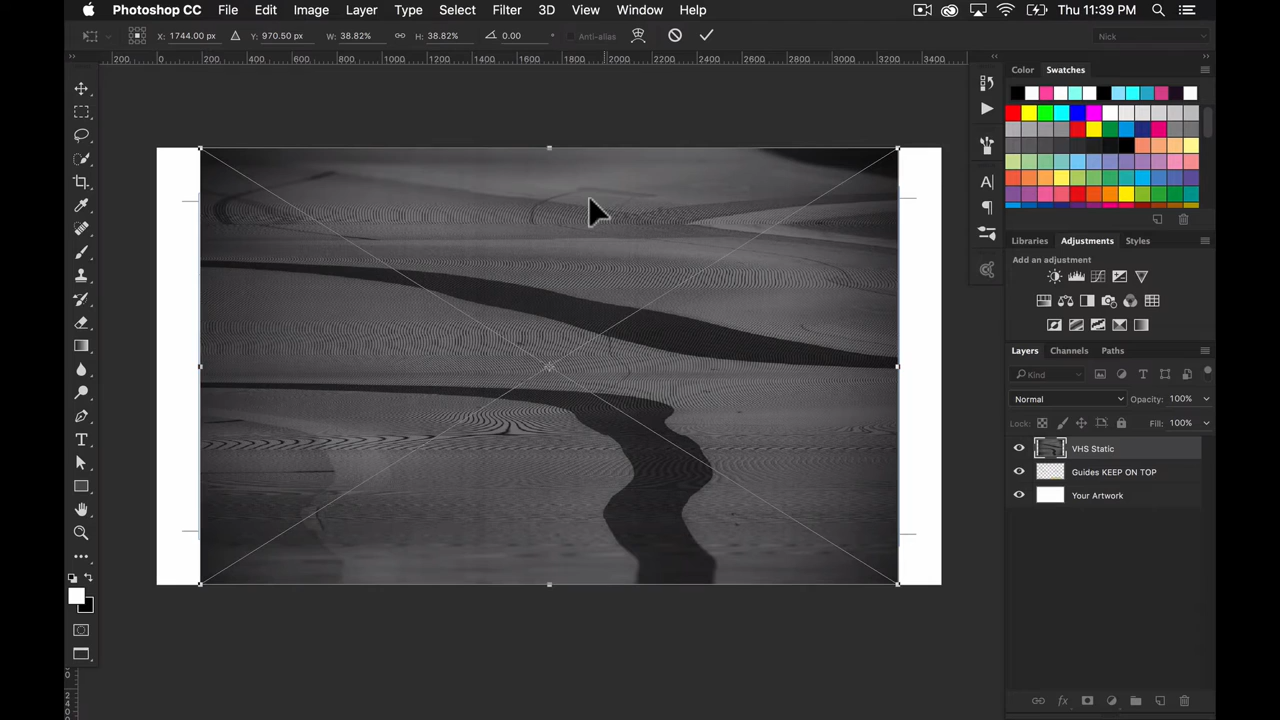 Photoshop CC File Edit Image Layer Type Select Filter 3D View Window Help Thu 11:39 PM
X: 1744.00 px Y: 970.50 px W: 38.82% H: 38.82% 0.00 ° Anti-alias Nick
200 0 200 400 600 800 1000 1200 1400 1600 1800 2000 2200 2400 2600 2800 3000 3200 3400
Color Swatches
Libraries Adjustments Styles
Add an adjustment
Layers Channels Paths
Kind
Normal Opacity: 100%
Lock: Fill: 100%
VHS Static
Guides KEEP ON TOP
Your Artwork